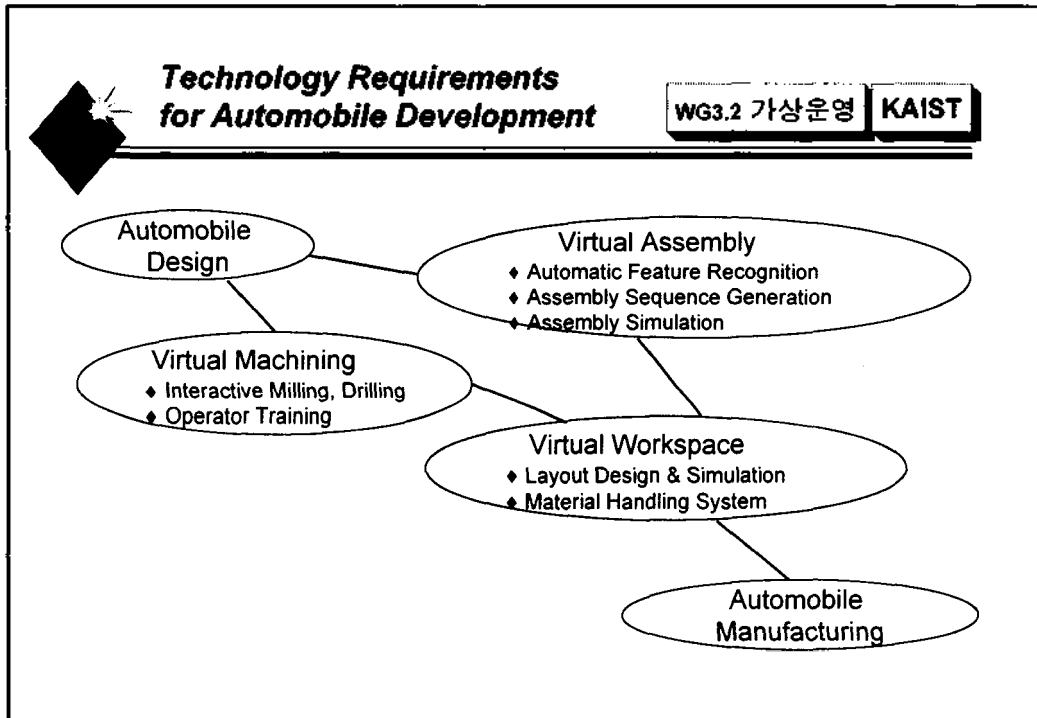 Technology Requirements
for Automobile Development
WG3.2 가상운영
KAIST
Automobile
Design
Virtual Assembly
♦ Automatic Feature Recognition
♦ Assembly Sequence Generation
♦ Assembly Simulation
Virtual Machining
♦ Interactive Milling, Drilling
♦ Operator Training
Virtual Workspace
♦ Layout Design & Simulation
♦ Material Handling System
Automobile
Manufacturing